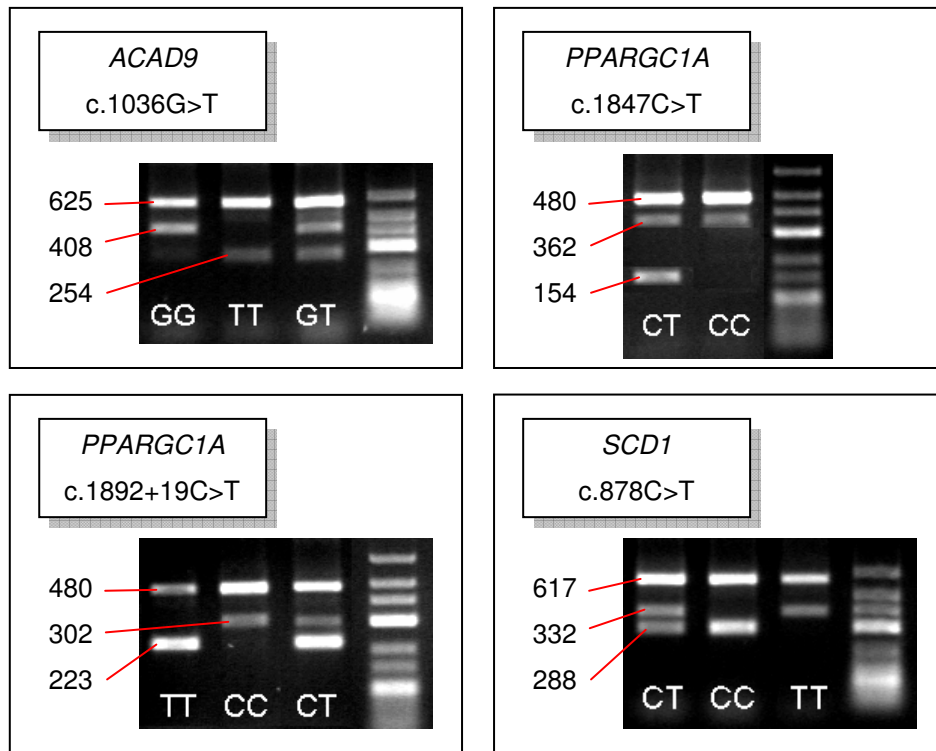 ACAD9
c.1036G>T
625
408
254
GG TT GT
PPARGC1A
c.1847C>T
480
362
154
CT CC
PPARGC1A
c.1892+19C>T
480
302
223
TT CC CT
SCD1
c.878C>T
617
332
288
CT CC TT